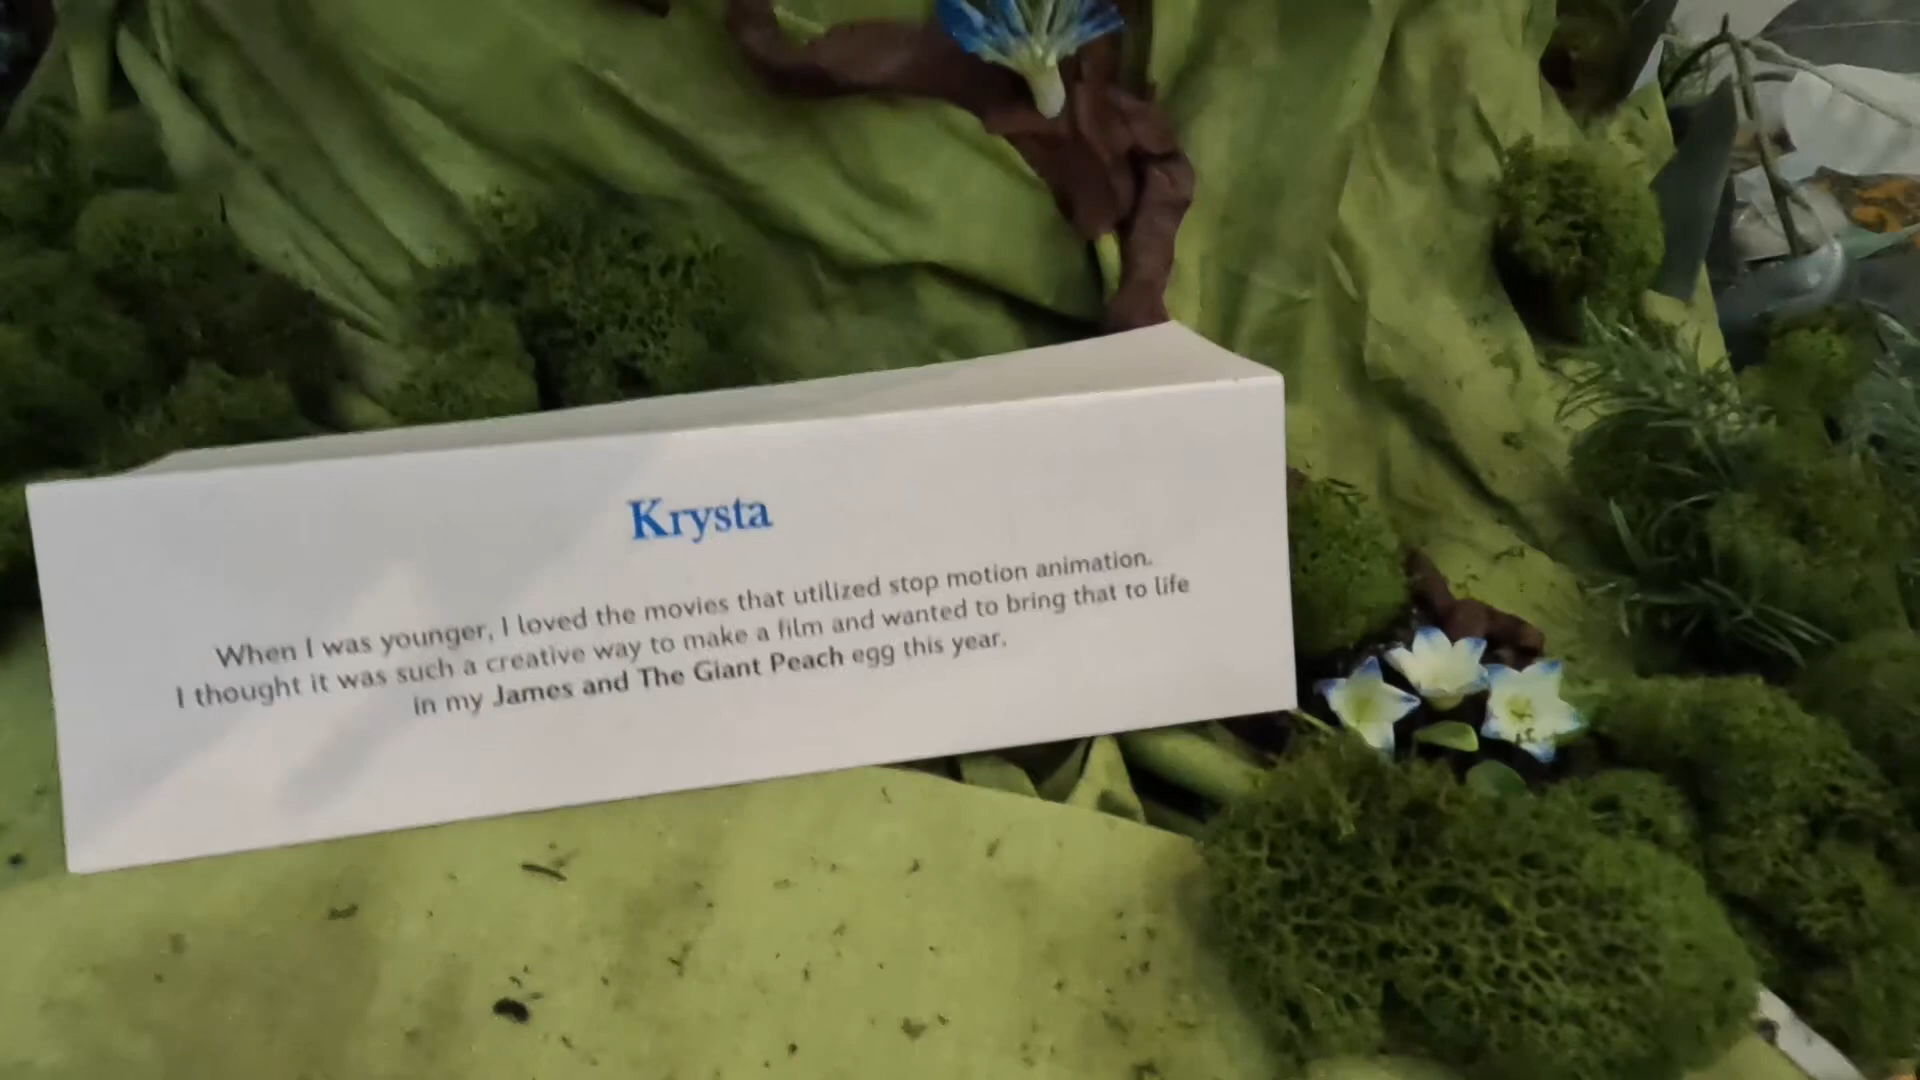 Krysta
When I was younger, I loved the movies that utilized stop motion animation.
I thought it was such a creative way to make a film and wanted to bring that to life
in my James and The Giant Peach egg this year.